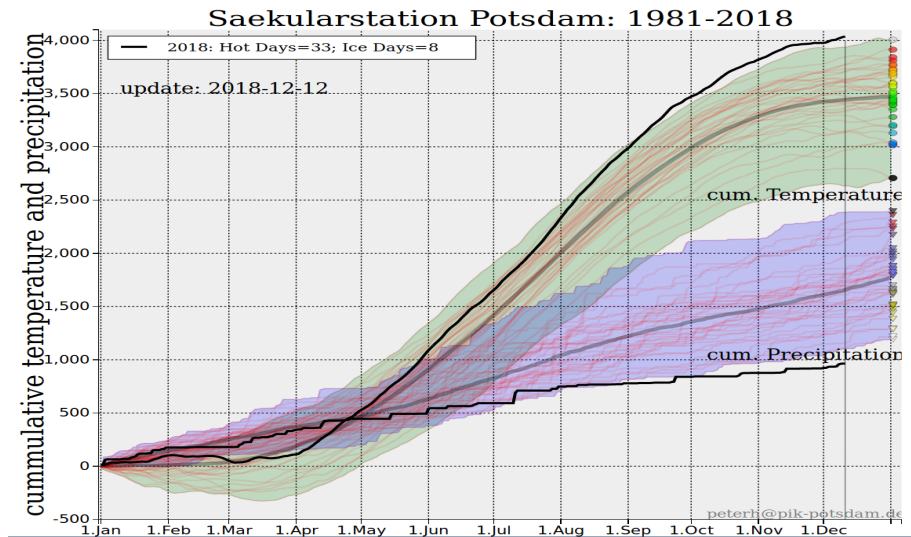 Saekularstation Potsdam: 1981-2018
cummulative temperature and precipitation
4,000
3,500
3,000
2,500
2,000
1,500
1,000
500
0
-500
2018: Hot Days=33; Ice Days=8
update: 2018-12-12
cum. Temperature
cum. Precipitation
peterh@pik-potsdam.de
1.Jan 1.Feb 1.Mar 1.Apr 1.May 1.Jun 1.Jul 1.Aug 1.Sep 1.Oct 1.Nov 1.Dec